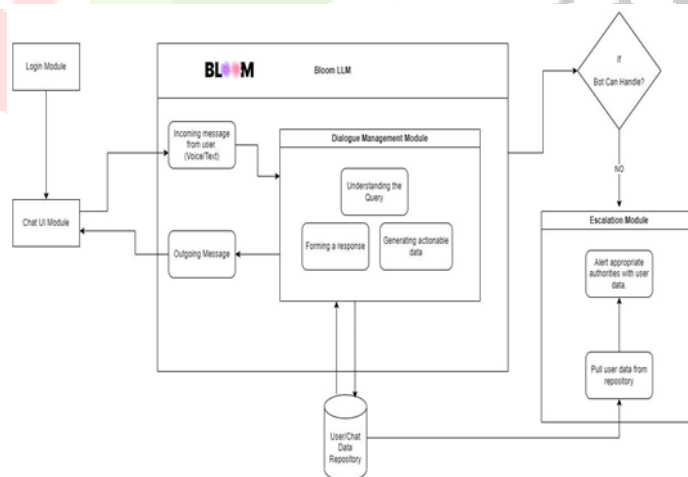 Login Module
BLOOM
Bloom LLM
If
Bot Can Handle?
Incoming message
from user.
(Voice/Text)
Dialogue Management Module
Understanding the
Query
NO
Chat UI Module
Outgoing Message
Forming a response
Generating actionable
data
Escalation Module
Alert appropriate
authorities with user
data.
Pull user data from
repository
User/Chat
Data
Repository